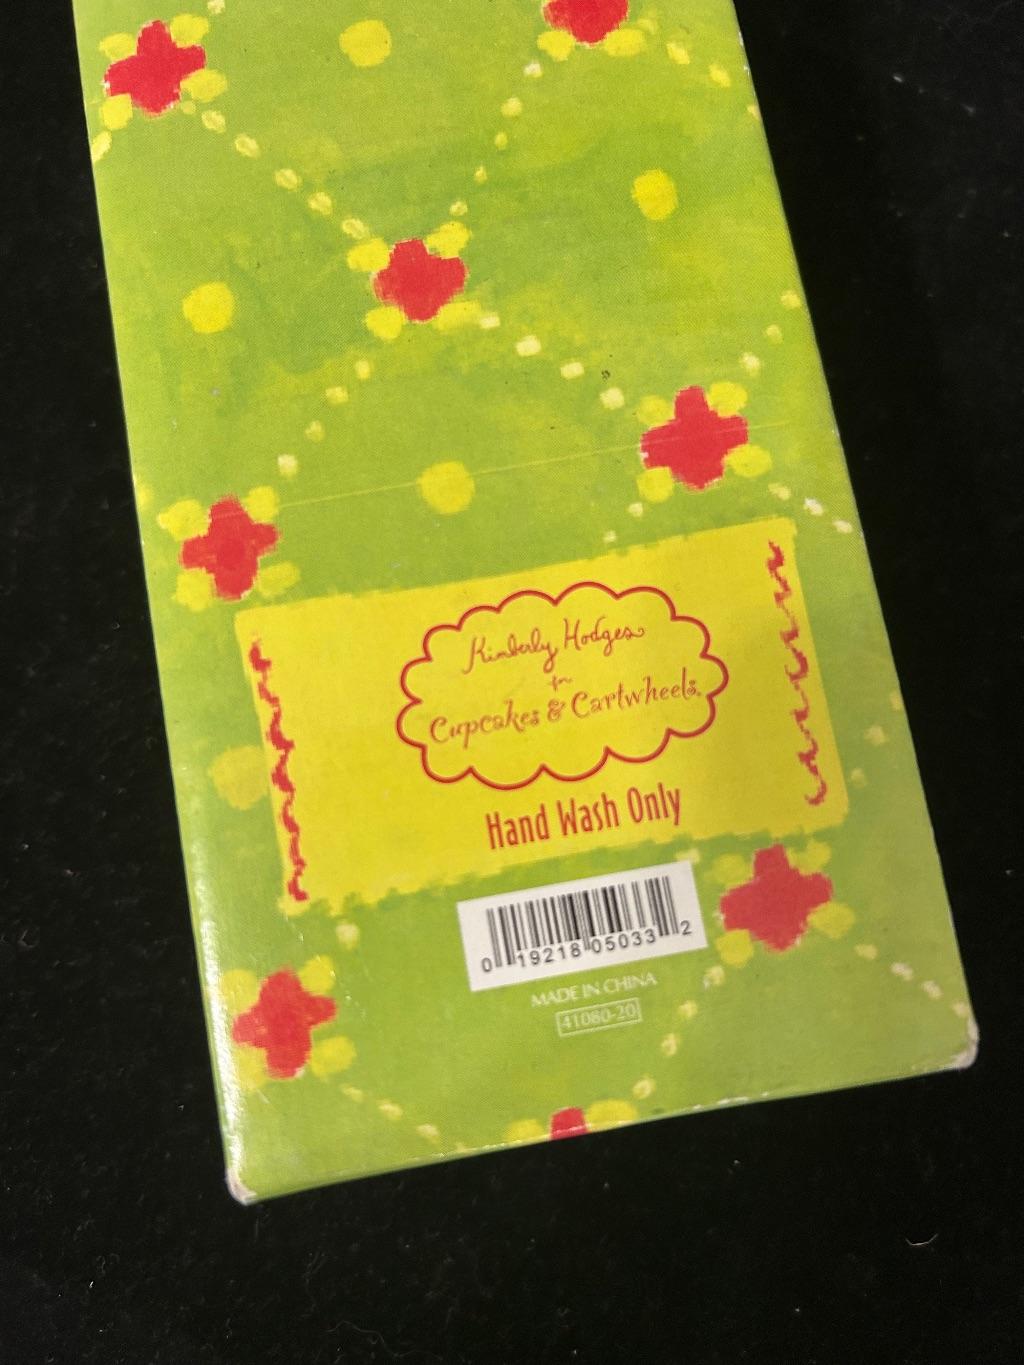 Kimberly Hodges
for
Cupcakes & Cartwheels®
Hand Wash Only
0 19218 05033 2
MADE IN CHINA
41080-20